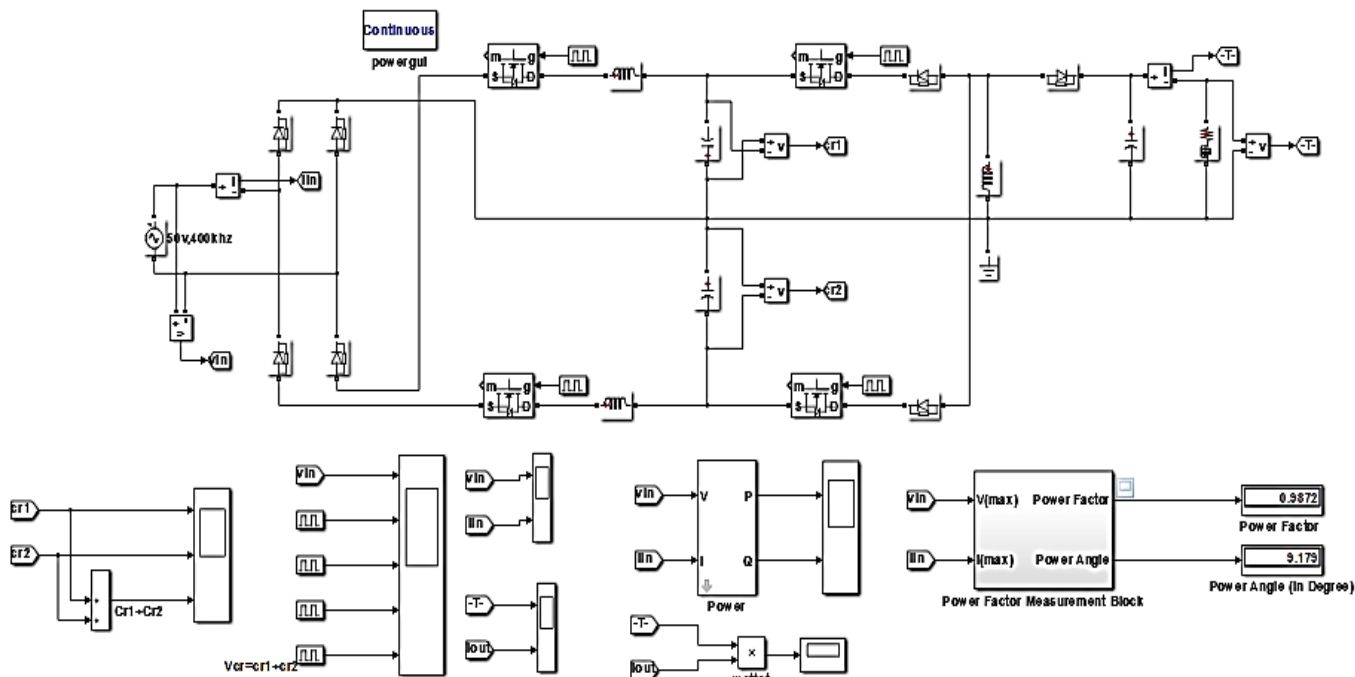 Continuous
powergui
m g
S D
m g
S D
-T-
cr1
v
v
-T-
Iin
50v,400khz
cr2
v
vin
m g
S D
m g
S D
vin
vin
vin
V P
vin
V(max) Power Factor
0.9872
Power Factor
cr1
cr2
Iin
Iin
I Q
Power
Iin
I(max) Power Angle
9.179
Power Angle (In Degree)
Power Factor Measurement Block
Cr1+Cr2
-T-
-T-
Iout
Iout
×
Vcr=cr1+cr2